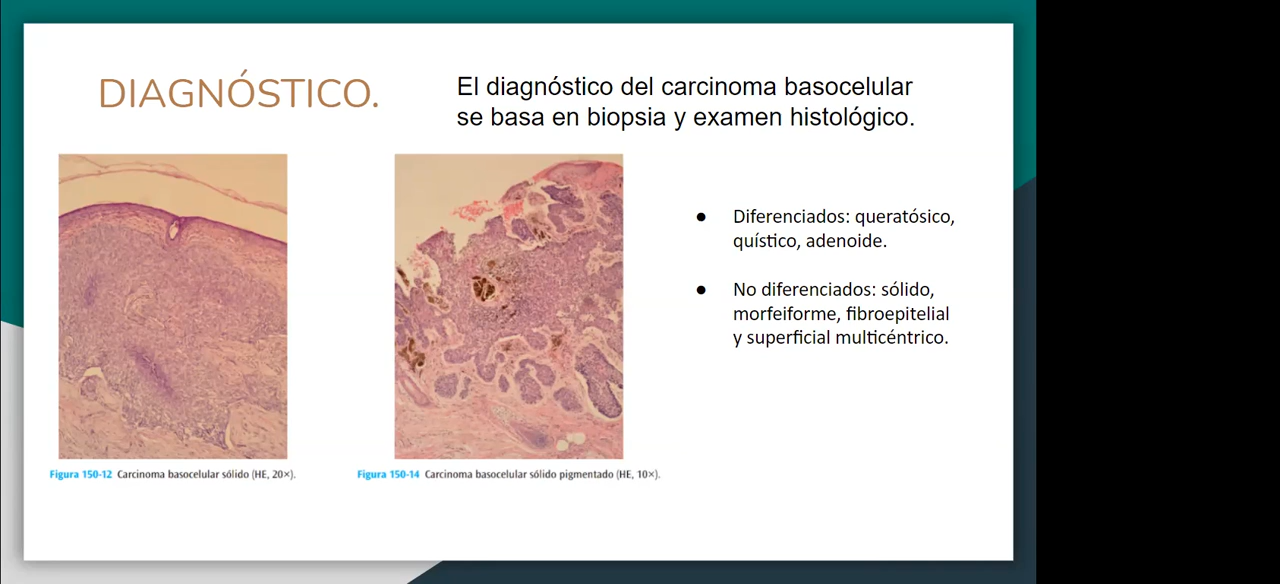 DIAGNÓSTICO.
El diagnóstico del carcinoma basocelular
se basa en biopsia y examen histológico.
● Diferenciados: queratósico,
quístico, adenoide.
● No diferenciados: sólido,
morfeiforme, fibroepitelial
y superficial multicéntrico.
Figura 150-12 Carcinoma basocelular sólido (HE, 20×).
Figura 150-14 Carcinoma basocelular sólido pigmentado (HE, 10×).